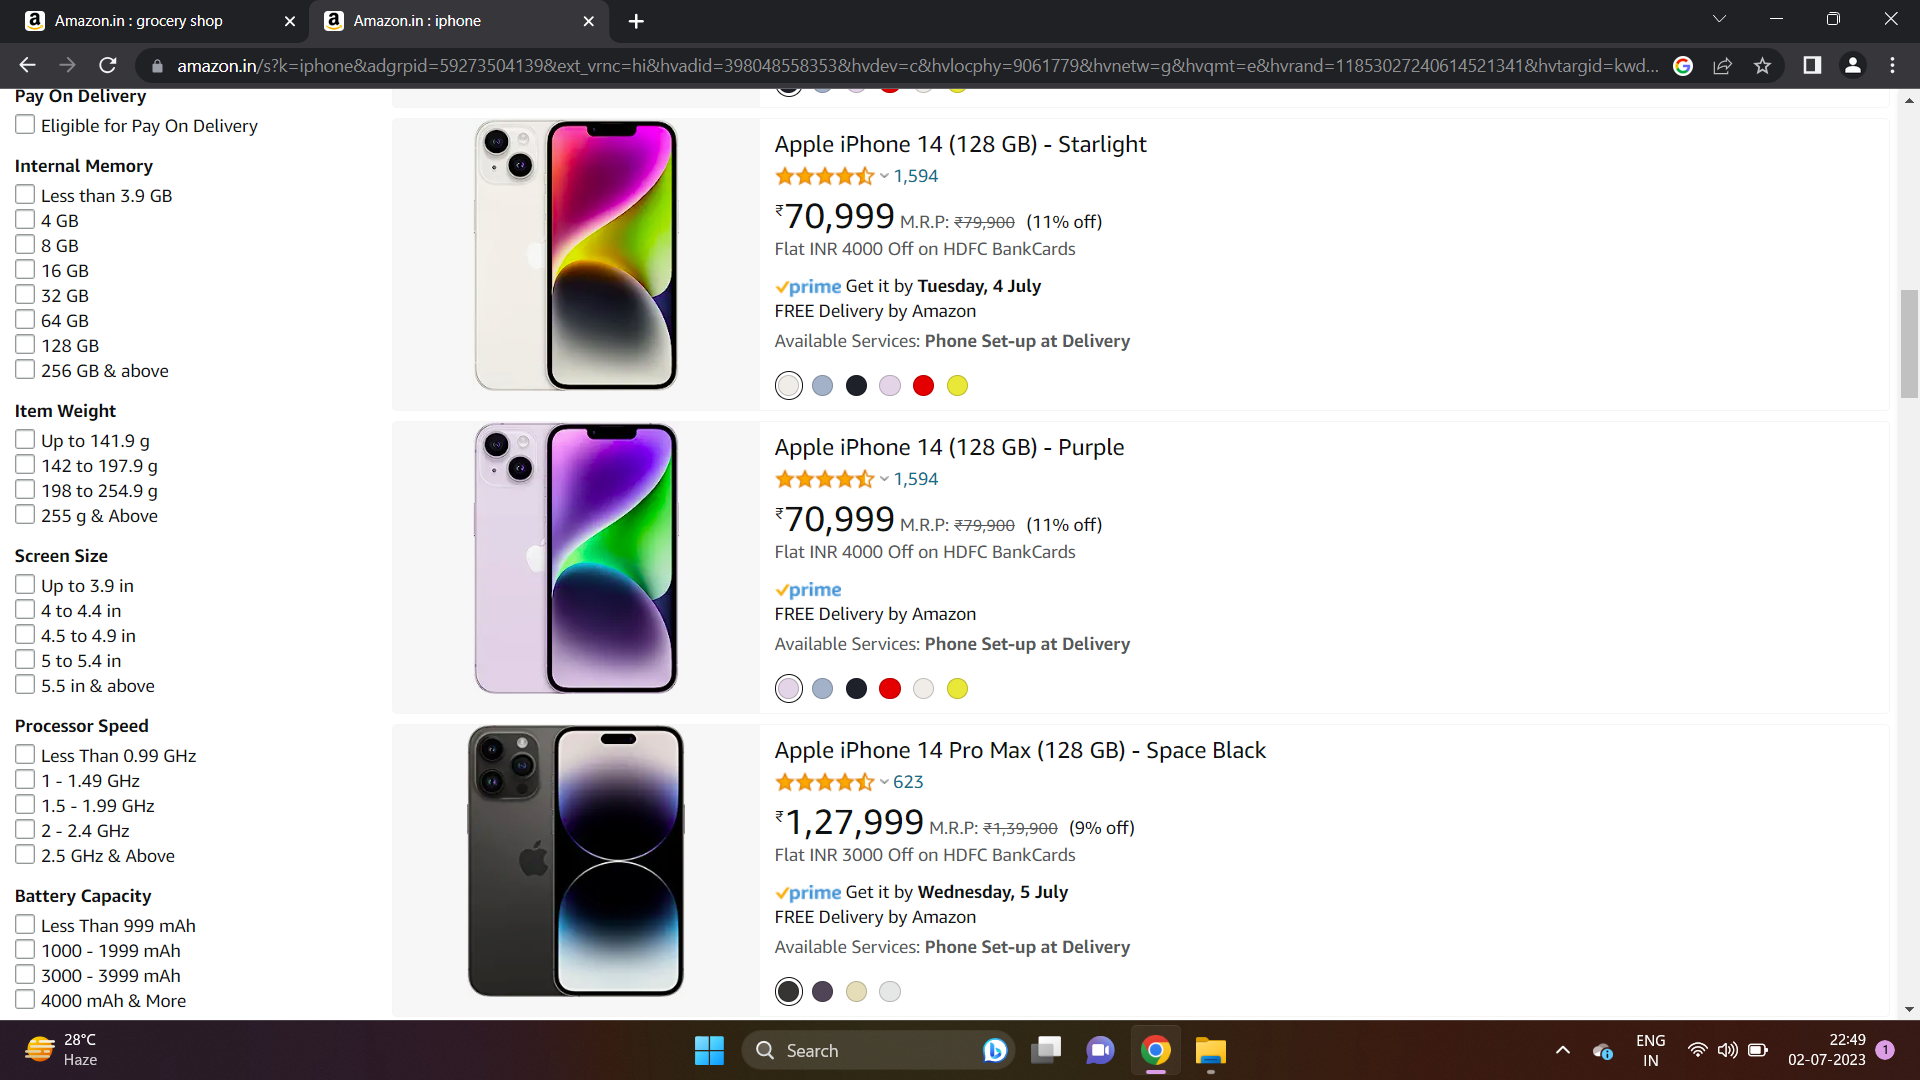 Amazon.in : grocery shop
Amazon.in : iphone
amazon.in/s?k=iphone&adgrpid=59273504139&ext_vrnc=hi&hvadid=398048558353&hvdev=c&hvlocphy=9061779&hvnetw=g&hvqmt=e&hvrand=11853027240614521341&hvtargid=kwd...
Pay On Delivery
Eligible for Pay On Delivery
Internal Memory
Less than 3.9 GB
4 GB
8 GB
16 GB
32 GB
64 GB
128 GB
256 GB & above
Item Weight
Up to 141.9 g
142 to 197.9 g
198 to 254.9 g
255 g & Above
Screen Size
Up to 3.9 in
4 to 4.4 in
4.5 to 4.9 in
5 to 5.4 in
5.5 in & above
Processor Speed
Less Than 0.99 GHz
1 - 1.49 GHz
1.5 - 1.99 GHz
2 - 2.4 GHz
2.5 GHz & Above
Battery Capacity
Less Than 999 mAh
1000 - 1999 mAh
3000 - 3999 mAh
4000 mAh & More
Apple iPhone 14 (128 GB) - Starlight
1,594
₹70,999 M.R.P: ₹79,900 (11% off)
Flat INR 4000 Off on HDFC BankCards
prime Get it by Tuesday, 4 July
FREE Delivery by Amazon
Available Services: Phone Set-up at Delivery
Apple iPhone 14 (128 GB) - Purple
1,594
₹70,999 M.R.P: ₹79,900 (11% off)
Flat INR 4000 Off on HDFC BankCards
prime
FREE Delivery by Amazon
Available Services: Phone Set-up at Delivery
Apple iPhone 14 Pro Max (128 GB) - Space Black
623
₹1,27,999 M.R.P: ₹1,39,900 (9% off)
Flat INR 3000 Off on HDFC BankCards
prime Get it by Wednesday, 5 July
FREE Delivery by Amazon
Available Services: Phone Set-up at Delivery
28°C
Haze
Search
ENG
IN
22:49
02-07-2023
1